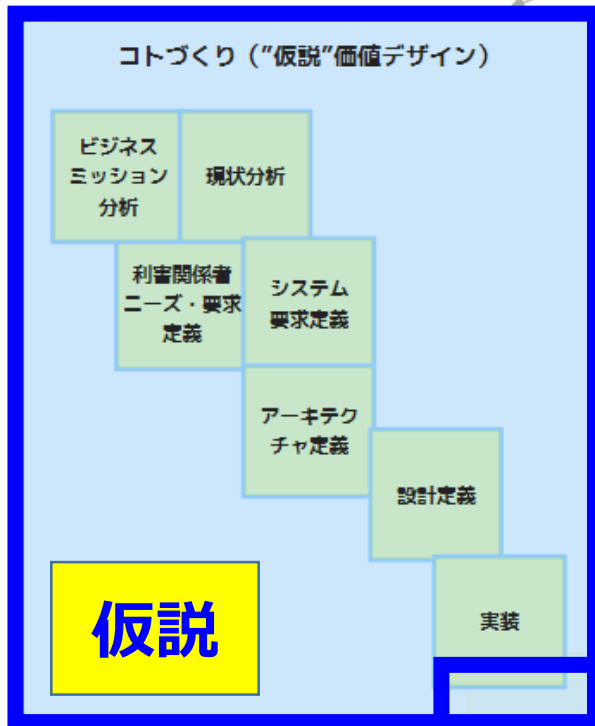 コトづくり（”仮説”価値デザイン）
ビジネス
ミッション
分析
現状分析
利害関係者
ニーズ・要求
定義
システム
要求定義
アーキテク
チャ定義
設計定義
実装
仮説